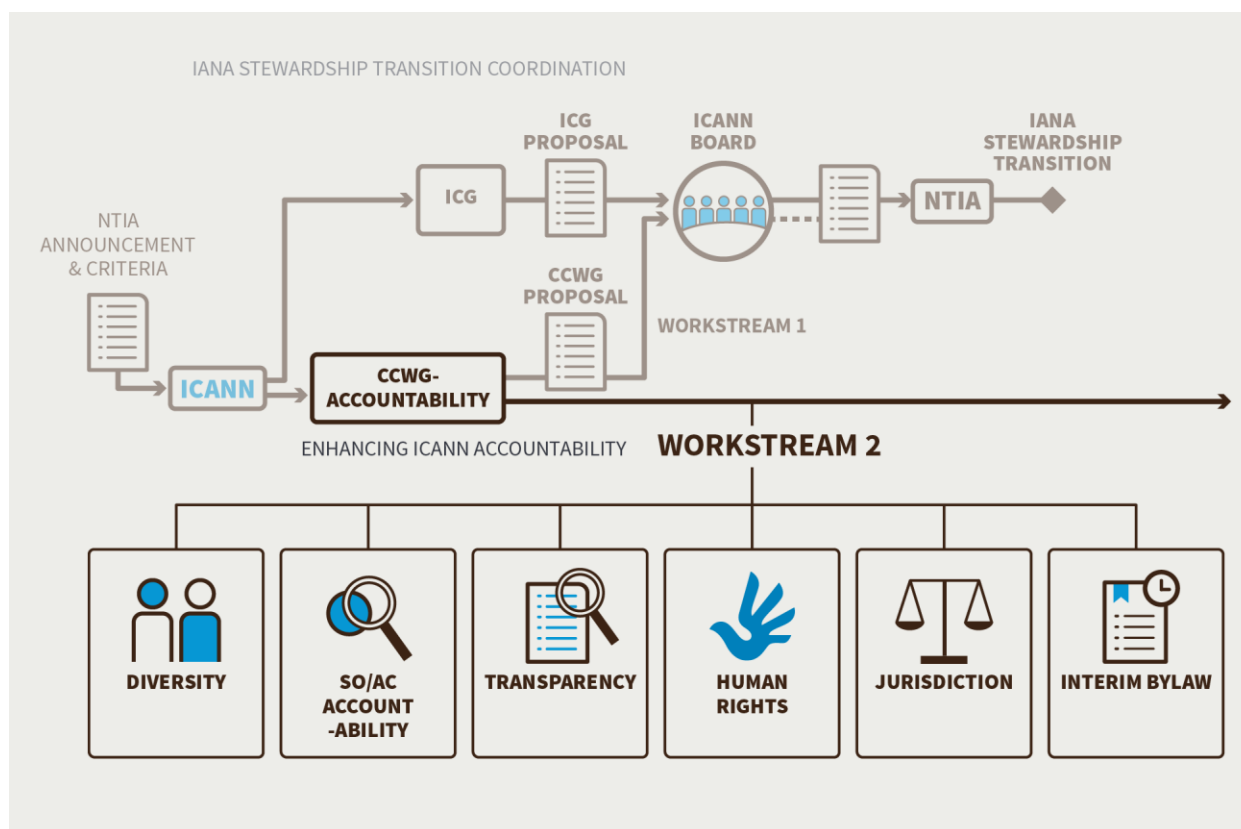 IANA STEWARDSHIP TRANSITION COORDINATION
ICG
PROPOSAL
ICANN
BOARD
IANA
STEWARDSHIP
TRANSITION
ICG
NTIA
NTIA
ANNOUNCEMENT
& CRITERIA
CCWG
PROPOSAL
WORKSTREAM 1
ICANN
CCWG-
ACCOUNTABILITY
ENHANCING ICANN ACCOUNTABILITY
WORKSTREAM 2
DIVERSITY
SO/AC
ACCOUNT
-ABILITY
TRANSPARENCY
HUMAN
RIGHTS
JURISDICTION
INTERIM BYLAW